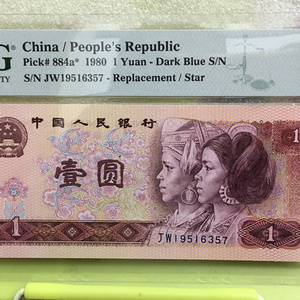 G
TY
China / People's Republic
Pick# 884a* 1980 1 Yuan - Dark Blue S/N
S/N JW19516357 - Replacement / Star
中国人民银行
壹圆
JW19516357
1
1